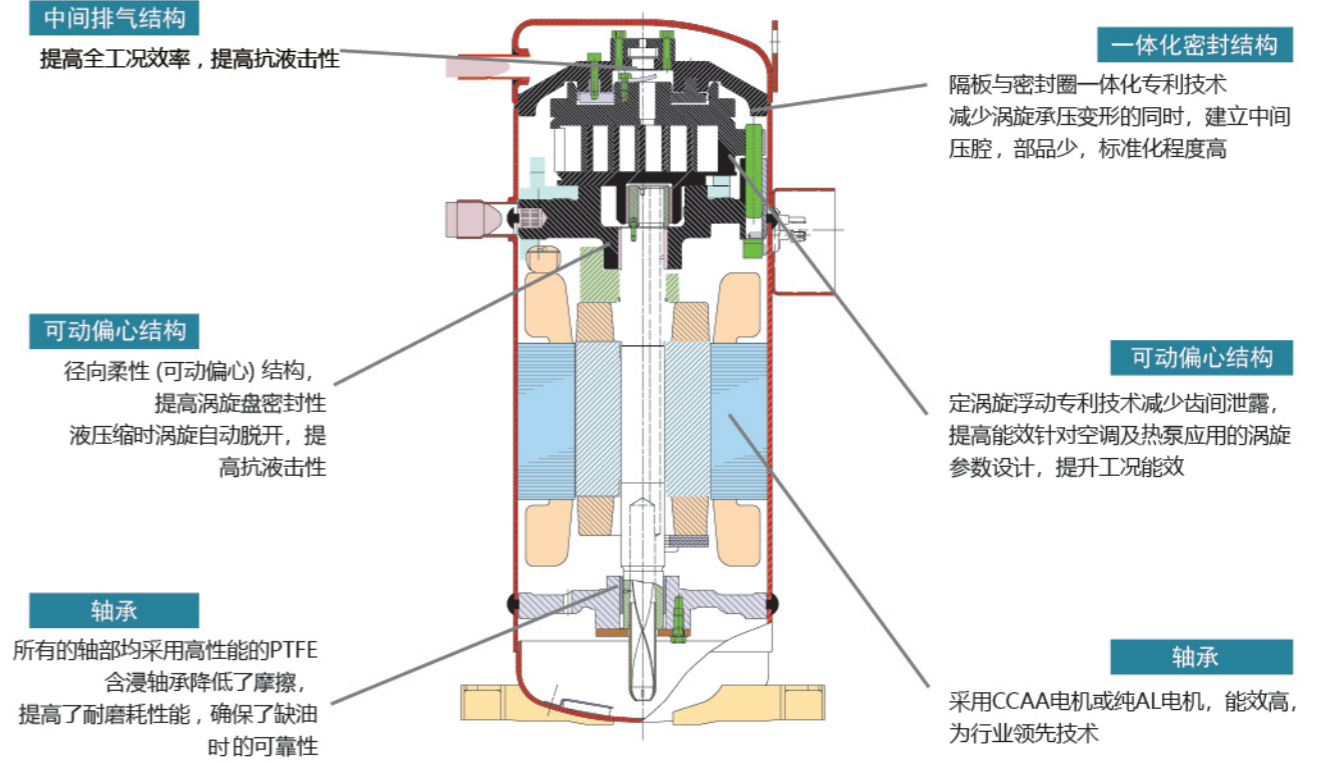 中间排气结构
提高全工况效率，提高抗液击性
可动偏心结构
径向柔性 (可动偏心) 结构，
提高涡旋盘密封性
液压缩时涡旋自动脱开，提
高抗液击性
轴承
所有的轴部均采用高性能的PTFE
含浸轴承降低了摩擦，
提高了耐磨耗性能，确保了缺油
时的可靠性
一体化密封结构
隔板与密封圈一体化专利技术
减少涡旋承压变形的同时，建立中间
压腔，部品少，标准化程度高
可动偏心结构
定涡旋浮动专利技术减少齿间泄露，
提高能效针对空调及热泵应用的涡旋
参数设计，提升工况能效
轴承
采用CCAA电机或纯AL电机，能效高，
为行业领先技术